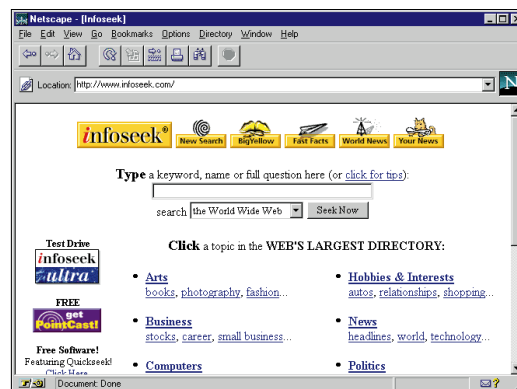 Netscape - [Infoseek]
File Edit View Go Bookmarks Options Directory Window Help
Location: http://www.infoseek.com/
N
infoseek® New Search BigYellow Fast Facts World News Your News
Type a keyword, name or full question here (or click for tips):
search the World Wide Web Seek Now
Test Drive
infoseek
ultra
FREE
get
PointCast!
Free Software!
Featuring Quickseek!
Click Here
Click a topic in the WEB'S LARGEST DIRECTORY:
• Arts
books, photography, fashion...
• Business
stocks, career, small business...
• Computers
• Hobbies & Interests
autos, relationships, shopping...
• News
headlines, world, technology...
• Politics
Document: Done